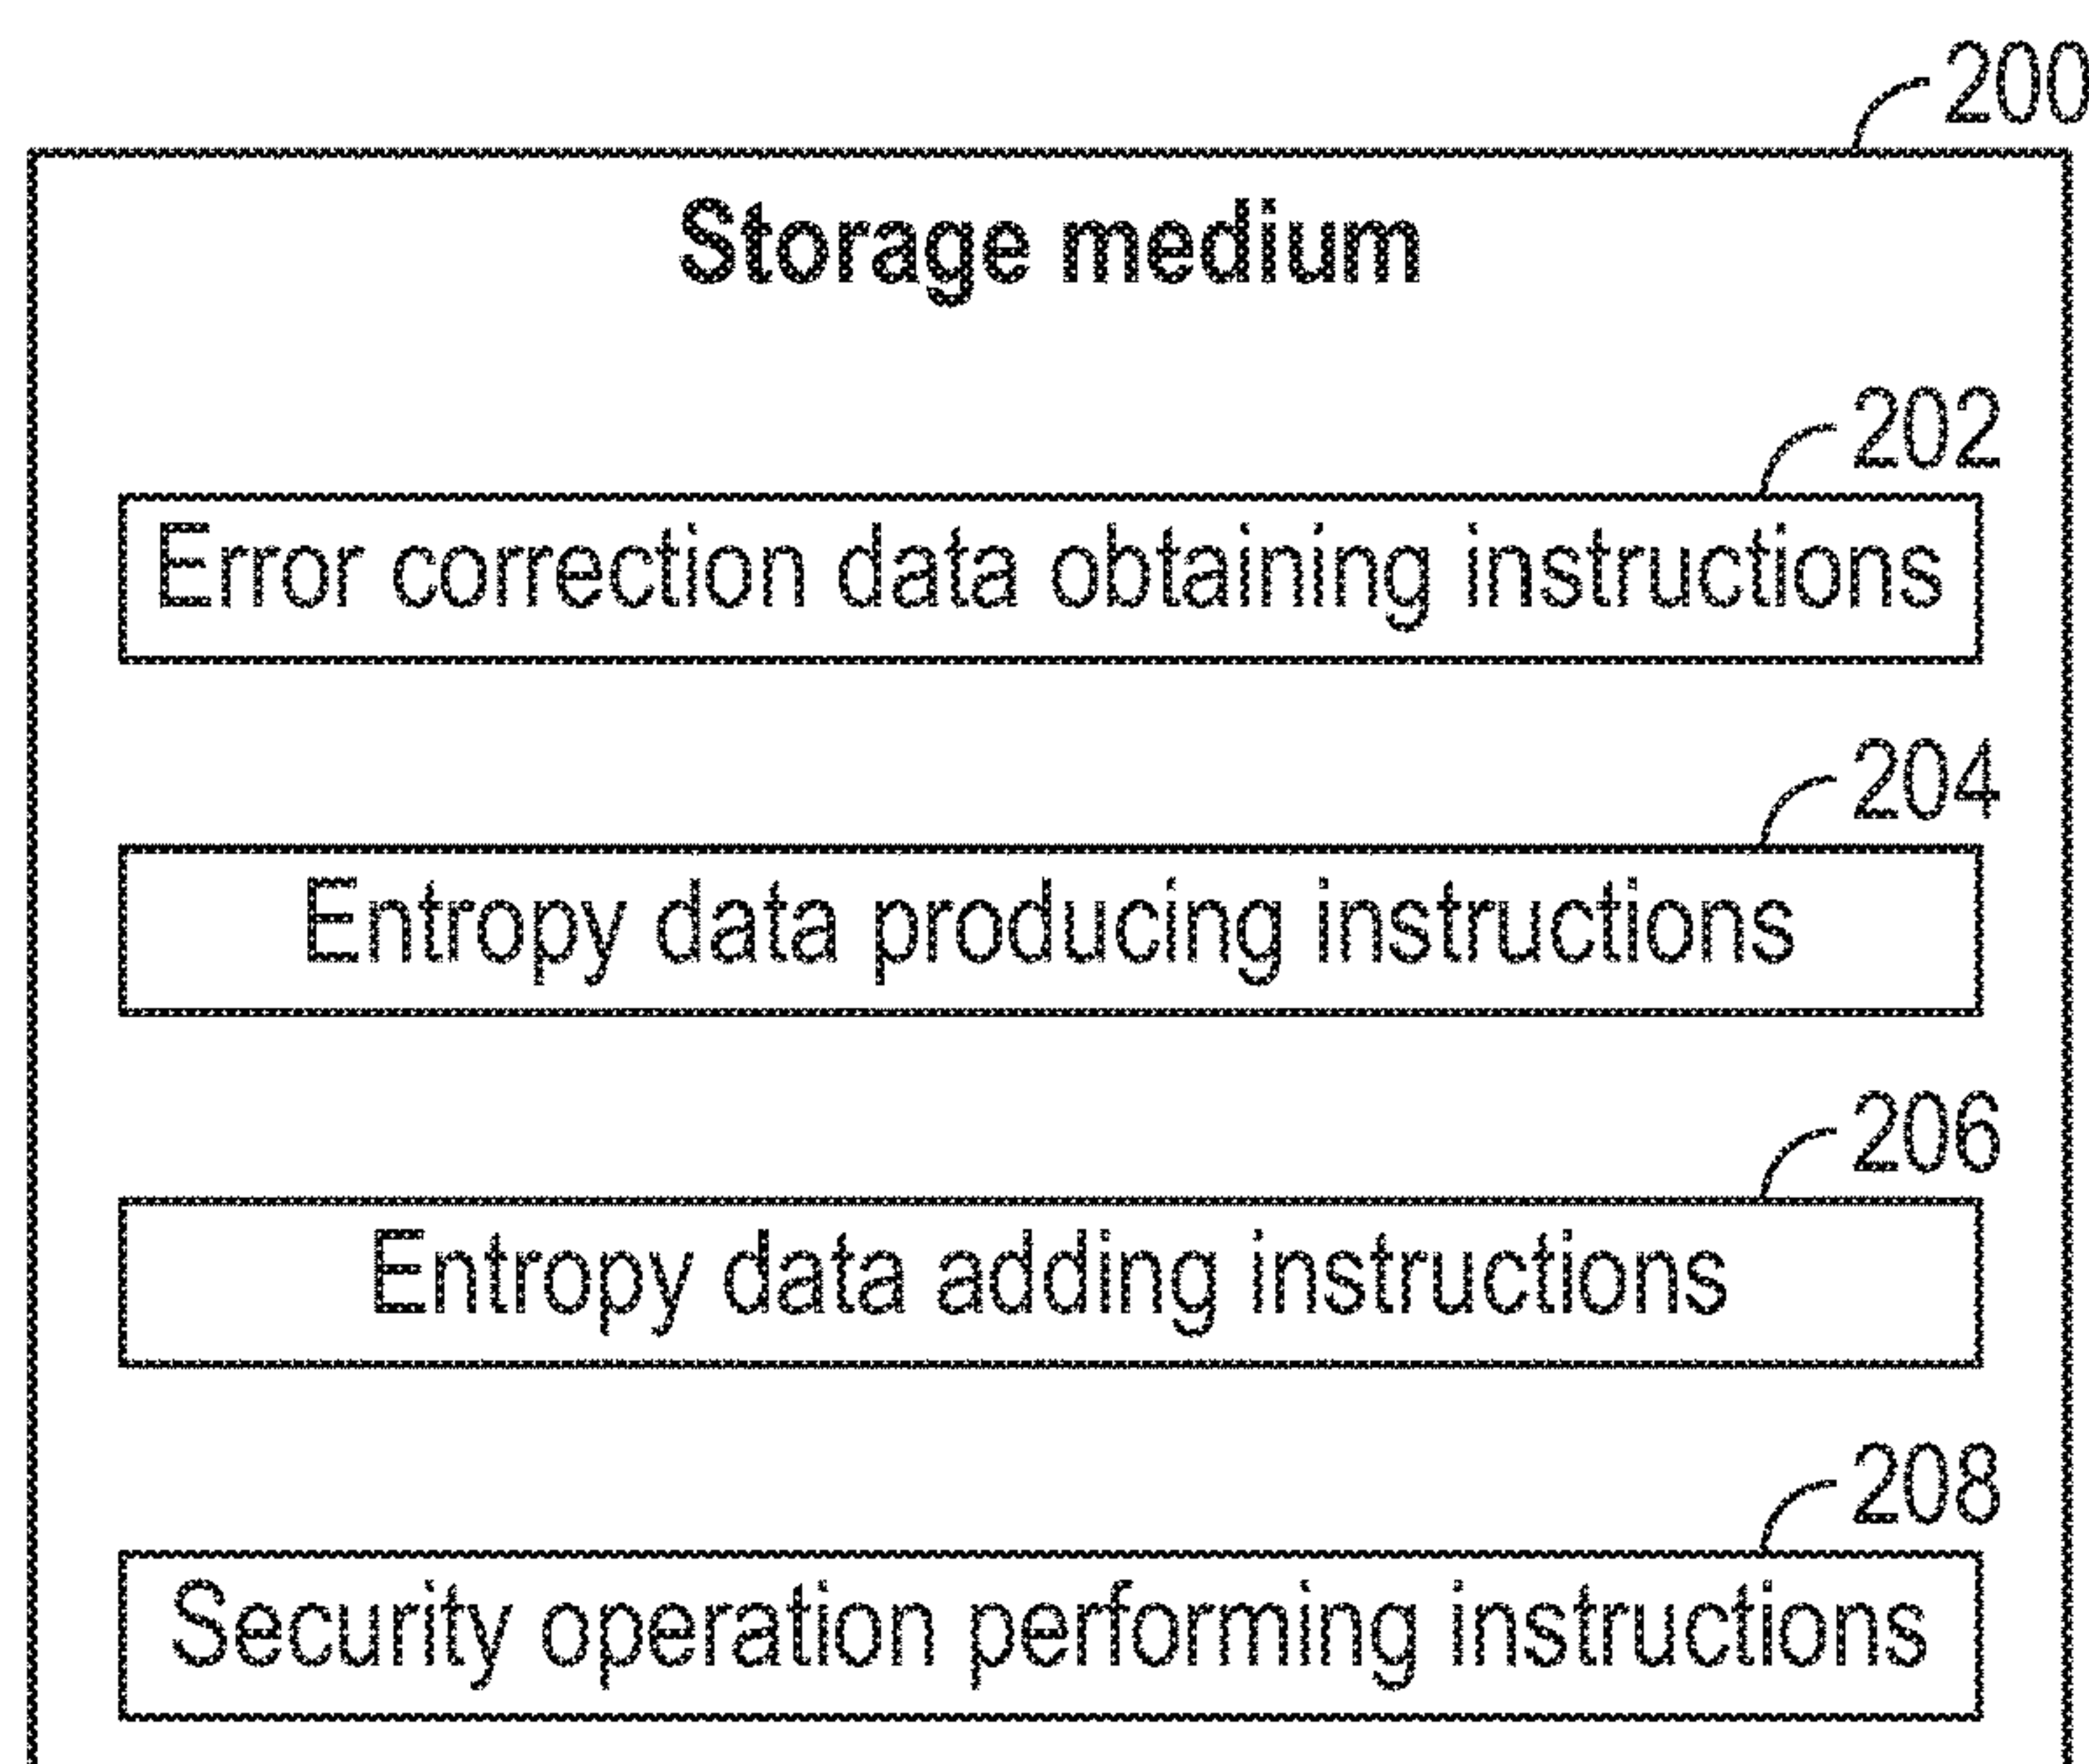 200
Storage medium
202
Error correction data obtaining instructions
204
Entropy data producing instructions
206
Entropy data adding instructions
208
Security operation performing instructions